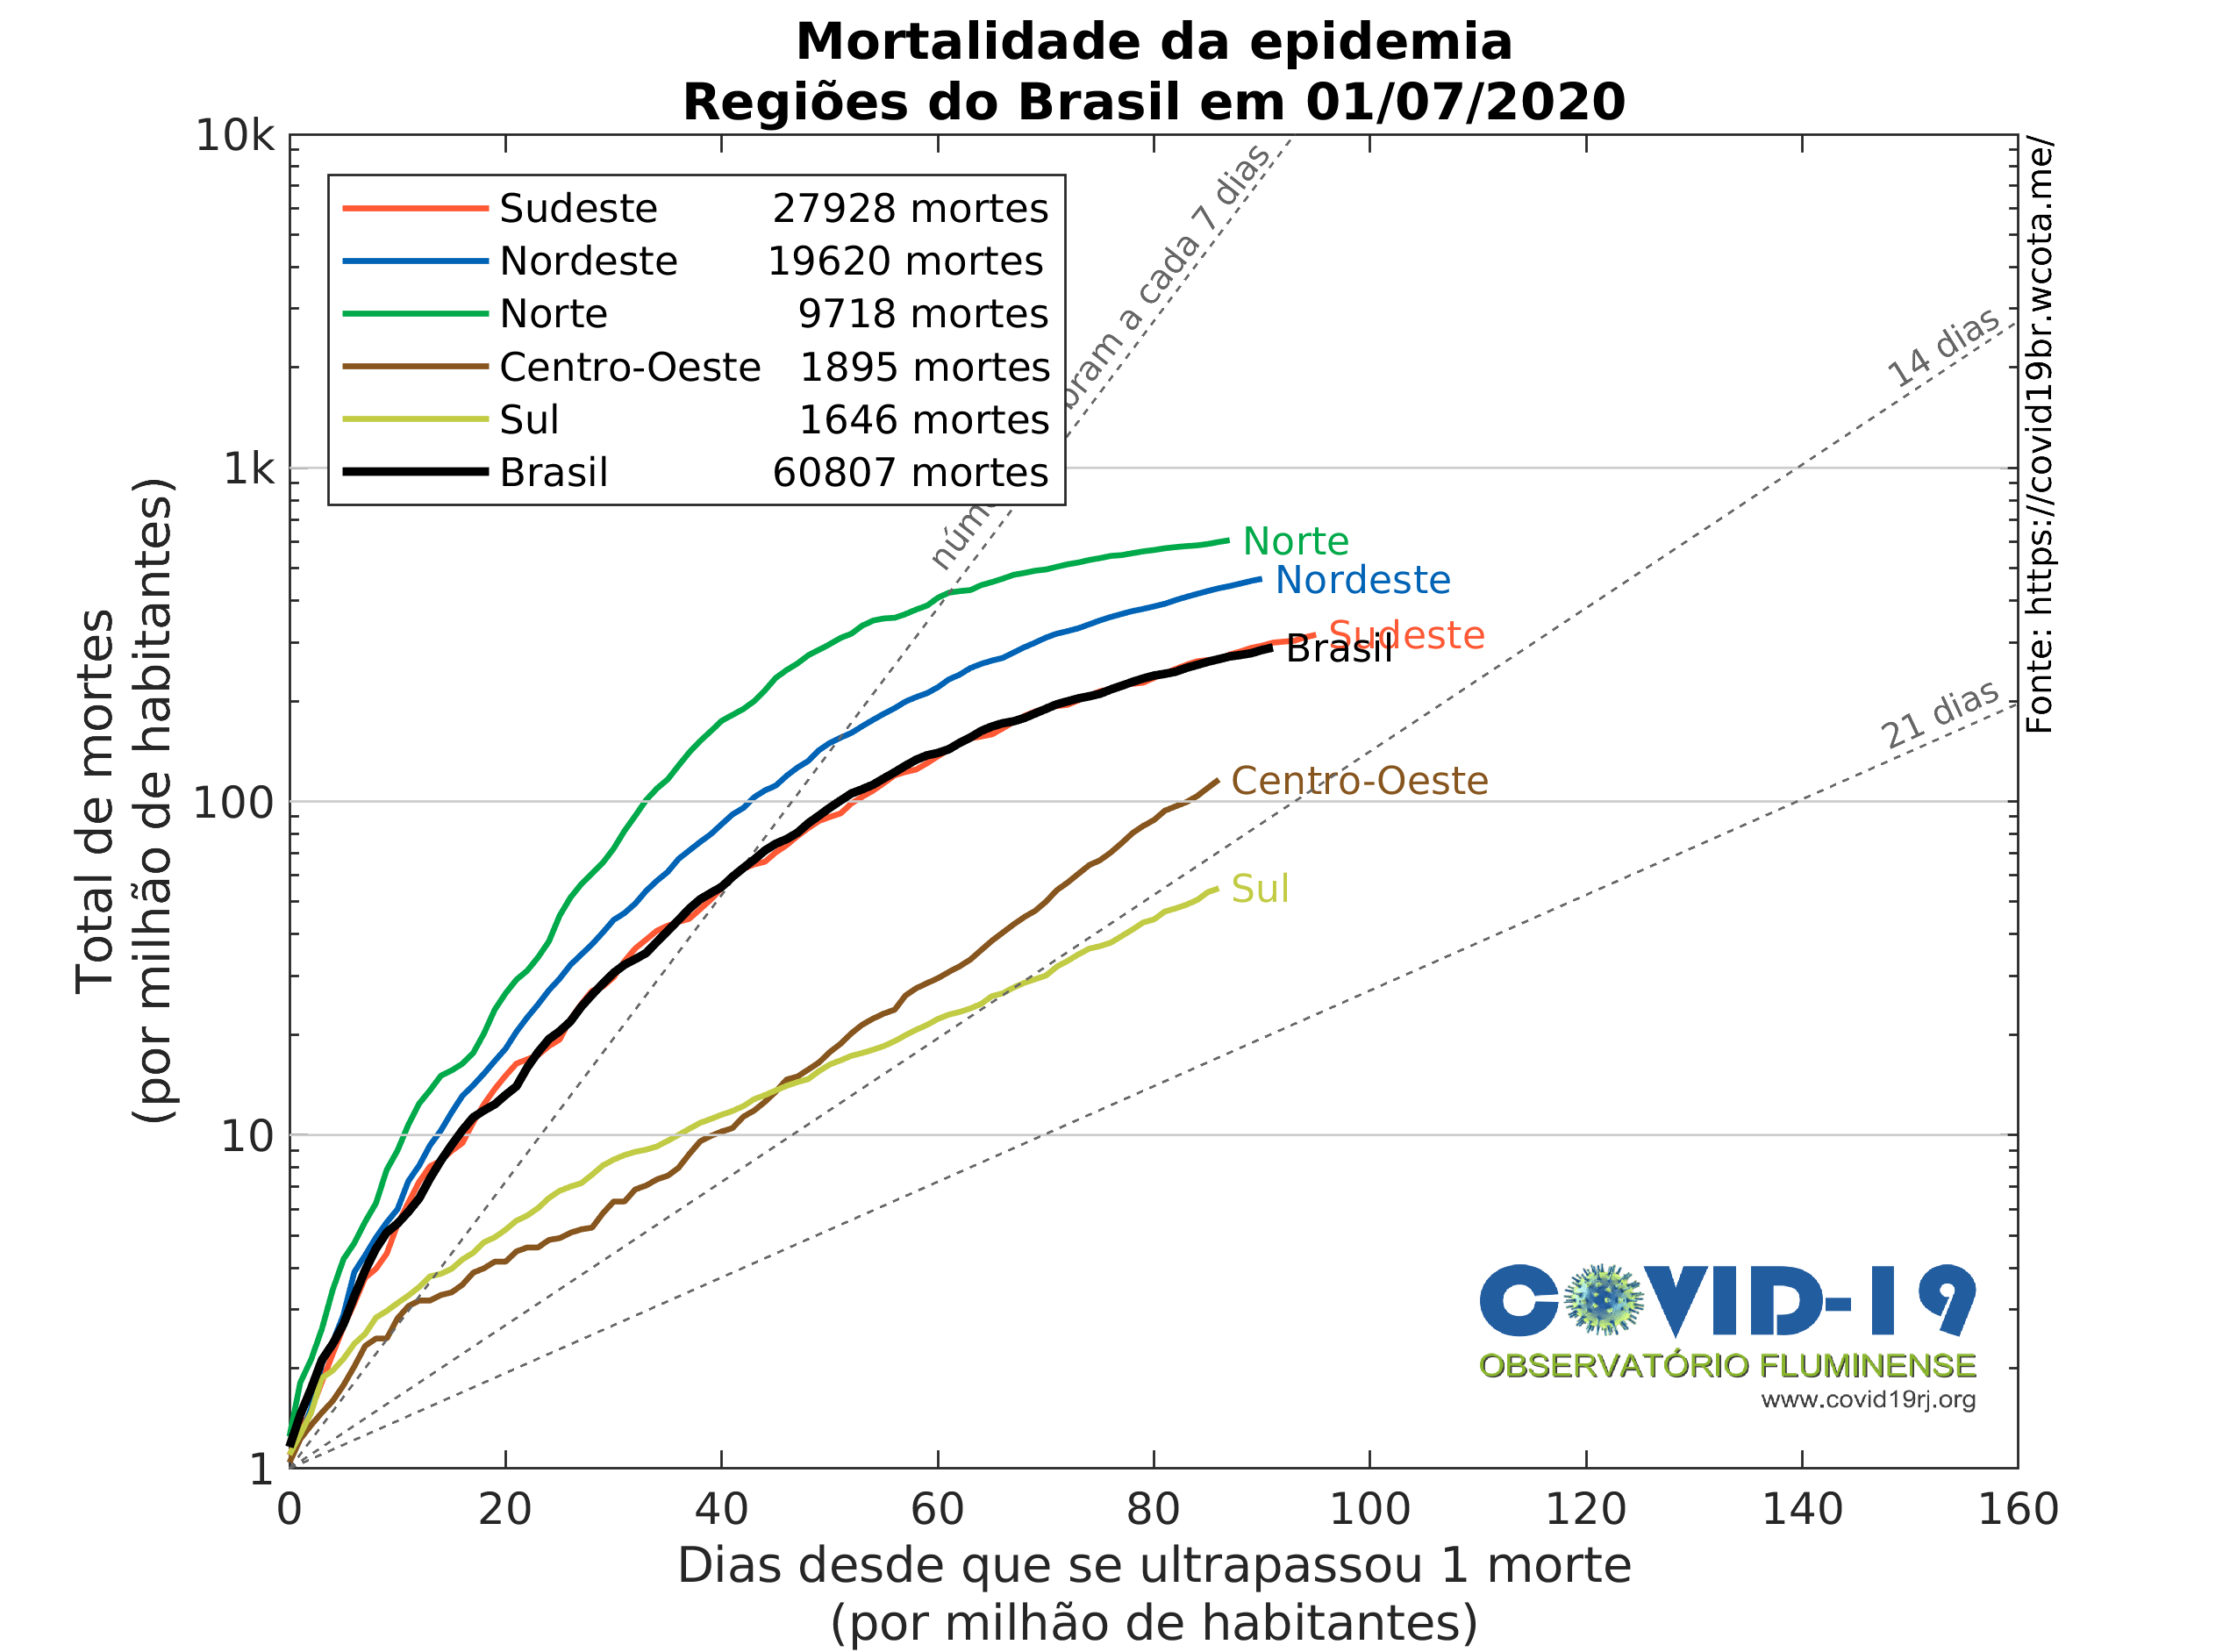 Mortalidade da epidemia
Regiões do Brasil em 01/07/2020
Total de mortes
(por milhão de habitantes)
10k
1k
100
10
1
Sudeste 27928 mortes
Nordeste 19620 mortes
Norte 9718 mortes
Centro-Oeste 1895 mortes
Sul 1646 mortes
Brasil 60807 mortes
a cada 7 dias
14 dias
21 dias
Norte
Nordeste
Sudeste
Brasil
Centro-Oeste
Sul
Fonte: https://covid19br.wcota.me/
COVID-19
OBSERVATÓRIO FLUMINENSE
www.covid19rj.org
0 20 40 60 80 100 120 140 160
Dias desde que se ultrapassou 1 morte
(por milhão de habitantes)